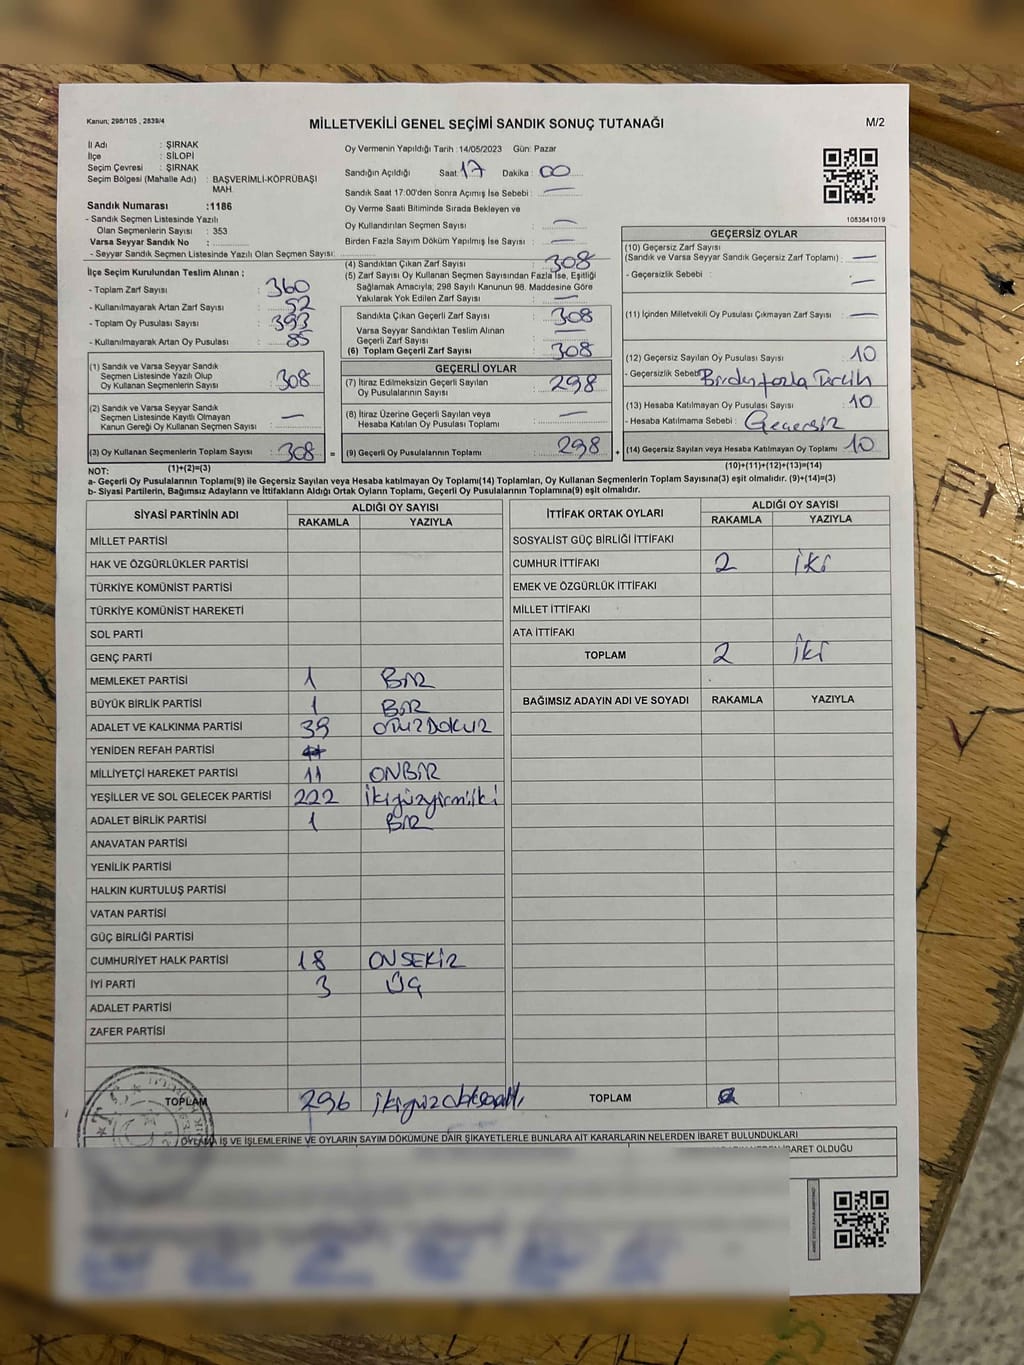 Kanun; 298/105 , 2839/4
MİLLETVEKİLİ GENEL SEÇİMİ SANDIK SONUÇ TUTANAĞI
M/2
İl Adı : ŞIRNAK
İlçe : SİLOPİ
Seçim Çevresi : ŞIRNAK
Seçim Bölgesi (Mahalle Adı) : BAŞVERİMLİ-KÖPRÜBAŞI
MAH.
Sandık Numarası :1186
- Sandık Seçmen Listesinde Yazılı
Olan Seçmenlerin Sayısı : 353
Varsa Seyyar Sandık No :
- Seyyar Sandık Seçmen Listesinde Yazılı Olan Seçmen Sayısı:
Oy Vermenin Yapıldığı Tarih :14/05/2023 Gün: Pazar
Sandığın Açıldığı Saat: 17 Dakika : 00
Sandık Saat 17:00'den Sonra Açımış İse Sebebi : —
Oy Verme Saati Bitiminde Sırada Bekleyen ve
Oy Kullandırılan Seçmen Sayısı : —
Birden Fazla Sayım Döküm Yapılmış İse Sayısı : —
1083841019
İlçe Seçim Kurulundan Teslim Alınan ;
- Toplam Zarf Sayısı : 360
- Kullanılmayarak Artan Zarf Sayısı : 52
- Toplam Oy Pusulası Sayısı : 393
- Kullanılmayarak Artan Oy Pusulası : 85
(1) Sandık ve Varsa Seyyar Sandık
Seçmen Listesinde Yazılı Olup
Oy Kullanan Seçmenlerin Sayısı : 308
(2) Sandık ve Varsa Seyyar Sandık
Seçmen Listesinde Kayıtlı Olmayan
Kanun Gereği Oy Kullanan Seçmen Sayısı : —
(3) Oy Kullanan Seçmenlerin Toplam Sayısı : 308 =
(4) Sandıktan Çıkan Zarf Sayısı : 308
(5) Zarf Sayısı Oy Kullanan Seçmen Sayısından Fazla İse, Eşitliği
Sağlamak Amacıyla; 298 Sayılı Kanunun 98. Maddesine Göre
Yakılarak Yok Edilen Zarf Sayısı : —
Sandıkta Çıkan Geçerli Zarf Sayısı : 308
Varsa Seyyar Sandıktan Teslim Alınan
Geçerli Zarf Sayısı : —
(6) Toplam Geçerli Zarf Sayısı : 308
GEÇERLİ OYLAR
(7) İtiraz Edilmeksizin Geçerli Sayılan
Oy Pusulalarının Sayısı : 298
(8) İtiraz Üzerine Geçerli Sayılan veya
Hesaba Katılan Oy Pusulası Toplamı : —
(9) Geçerli Oy Pusulalarının Toplamı : 298 +
GEÇERSİZ OYLAR
(10) Geçersiz Zarf Sayısı
(Sandık ve Varsa Seyyar Sandık Geçersiz Zarf Toplamı) : —
- Geçersizlik Sebebi : —
(11) İçinden Milletvekili Oy Pusulası Çıkmayan Zarf Sayısı : —
(12) Geçersiz Sayılan Oy Pusulası Sayısı : 10
- Geçersizlik Sebebi Birden fazla Tercih
(13) Hesaba Katılmayan Oy Pusulası Sayısı : 10
- Hesaba Katılmama Sebebi : Geçersiz
(14) Geçersiz Sayılan veya Hesaba Katılmayan Oy Toplamı : 10
NOT: (1)+(2)=(3) (10)+(11)+(12)+(13)=(14)
a- Geçerli Oy Pusulalarının Toplamı(9) ile Geçersiz Sayılan veya Hesaba katılmayan Oy Toplamı(14) Toplamları, Oy Kullanan Seçmenlerin Toplam Sayısına(3) eşit olmalıdır. (9)+(14)=(3)
b- Siyasi Partilerin, Bağımsız Adayların ve İttifakların Aldığı Ortak Oyların Toplamı, Geçerli Oy Pusulalarının Toplamına(9) eşit olmalıdır.
SİYASİ PARTİNİN ADI ALDIĞI OY SAYISI
RAKAMLA YAZIYLA
MİLLET PARTİSİ
HAK VE ÖZGÜRLÜKLER PARTİSİ
TÜRKİYE KOMÜNİST PARTİSİ
TÜRKİYE KOMÜNİST HAREKETİ
SOL PARTİ
GENÇ PARTİ
MEMLEKET PARTİSİ 1 BİR
BÜYÜK BİRLİK PARTİSİ 1 BİR
ADALET VE KALKINMA PARTİSİ 39 OTUZDOKUZ
YENİDEN REFAH PARTİSİ
MİLLİYETÇİ HAREKET PARTİSİ 11 ONBİR
YEŞİLLER VE SOL GELECEK PARTİSİ 222 İkiyüzyirmiiki
ADALET BİRLİK PARTİSİ 1 BİR
ANAVATAN PARTİSİ
YENİLİK PARTİSİ
HALKIN KURTULUŞ PARTİSİ
VATAN PARTİSİ
GÜÇ BİRLİĞİ PARTİSİ
CUMHURİYET HALK PARTİSİ 18 ONSEKİZ
İYİ PARTİ 3 ÜÇ
ADALET PARTİSİ
ZAFER PARTİSİ
TOPLAM 296
İTTİFAK ORTAK OYLARI ALDIĞI OY SAYISI
RAKAMLA YAZIYLA
SOSYALİST GÜÇ BİRLİĞİ İTTİFAKI
CUMHUR İTTİFAKI 2 İki
EMEK VE ÖZGÜRLÜK İTTİFAKI
MİLLET İTTİFAKI
ATA İTTİFAKI
TOPLAM 2 İki
BAĞIMSIZ ADAYIN ADI VE SOYADI RAKAMLA YAZIYLA
TOPLAM
OYLAMA İŞ VE İŞLEMLERİNE VE OYLARIN SAYIM DÖKÜMÜNE DAİR ŞİKAYETLERLE BUNLARA AİT KARARLARIN NELERDEN İBARET BULUNDUKLARI
İBARET OLDUĞU